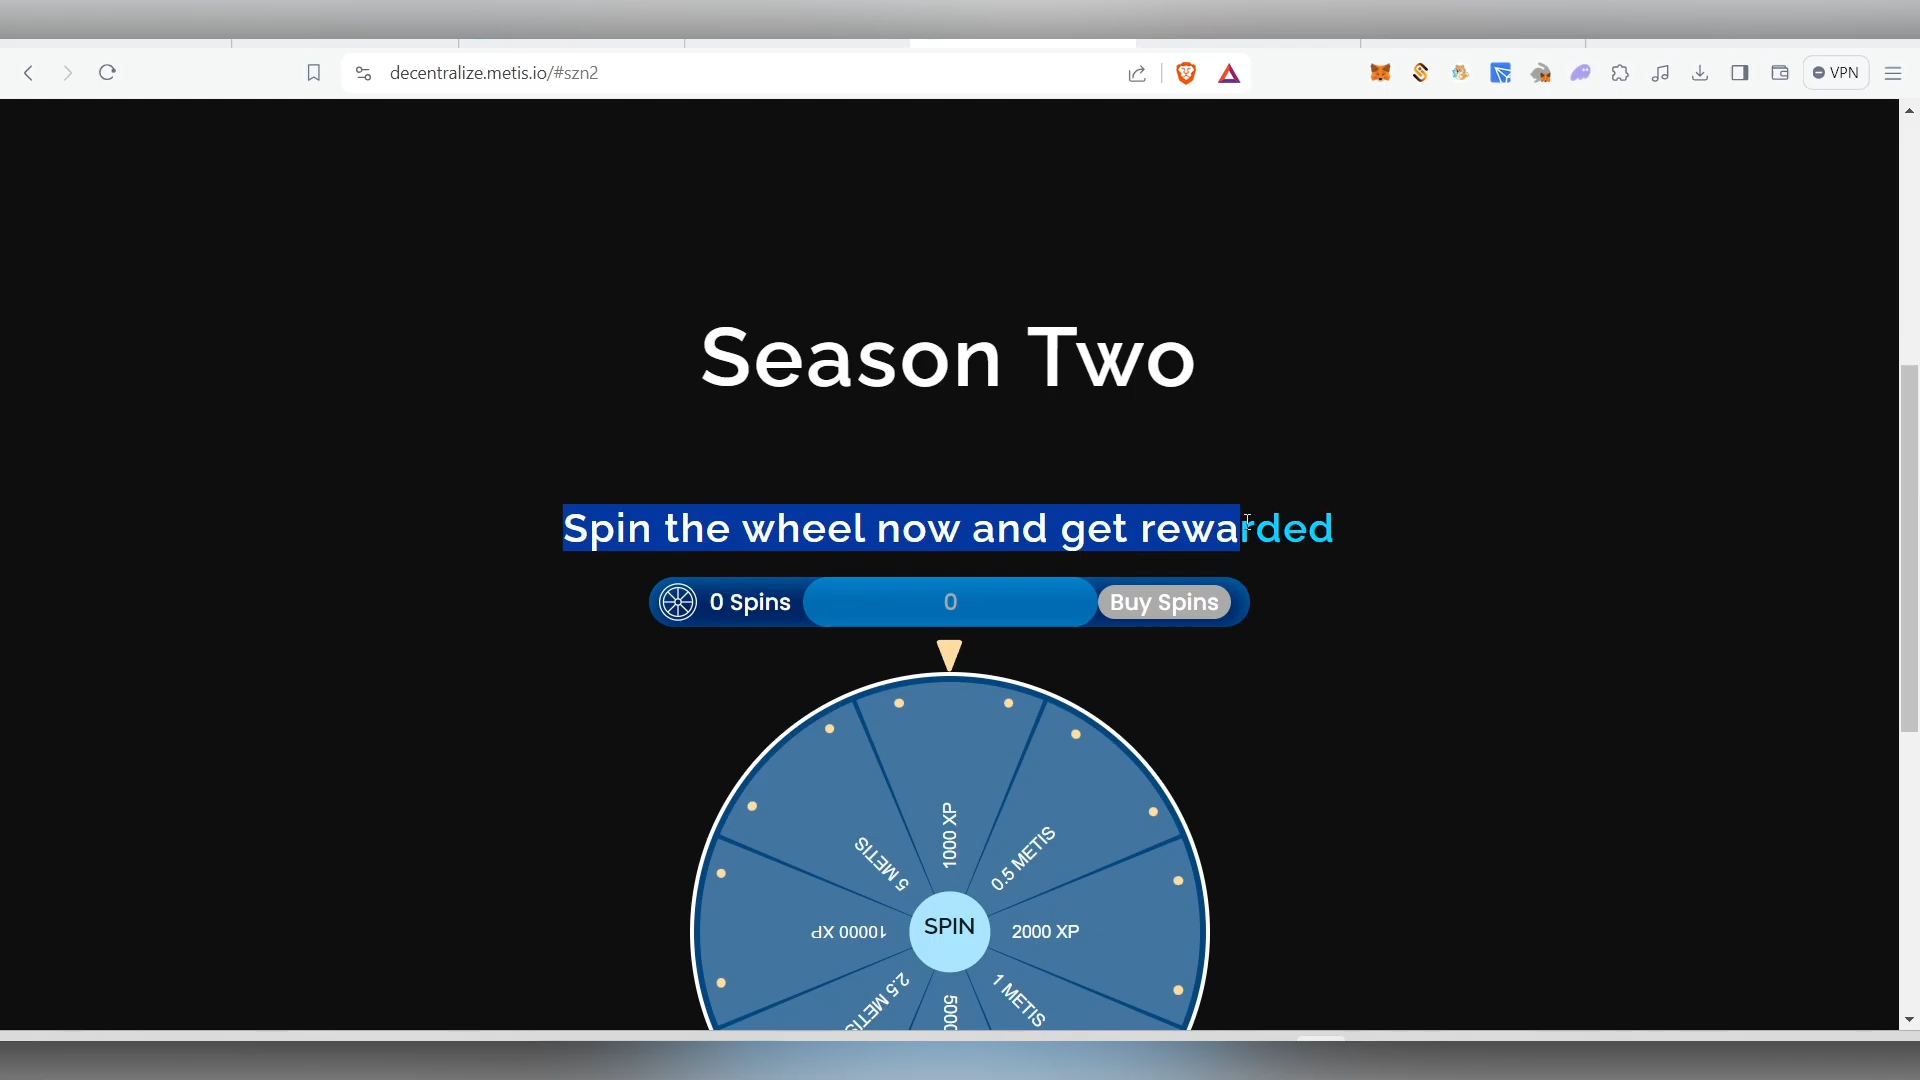 decentralize.metis.io/#szn2
VPN
Season Two
Spin the wheel now and get rewarded
0 Spins
0
Buy Spins
1000 XP
0.5 METIS
5 METIS
SPIN
2000 XP
10000 XP
1 METIS
2.5 METIS
5000